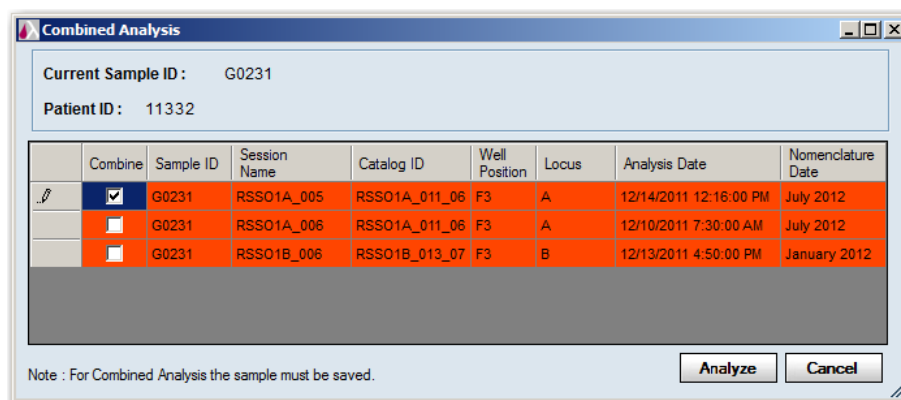 Combined Analysis
Current Sample ID : G0231
Patient ID : 11332
Combine Sample ID Session Name Catalog ID Well Position Locus Analysis Date Nomenclature Date
G0231 RSSO1A_005 RSSO1A_011_06 F3 A 12/14/2011 12:16:00 PM July 2012
G0231 RSSO1A_006 RSSO1A_011_06 F3 A 12/10/2011 7:30:00 AM July 2012
G0231 RSSO1B_006 RSSO1B_013_07 F3 B 12/13/2011 4:50:00 PM January 2012
Note : For Combined Analysis the sample must be saved.
Analyze Cancel